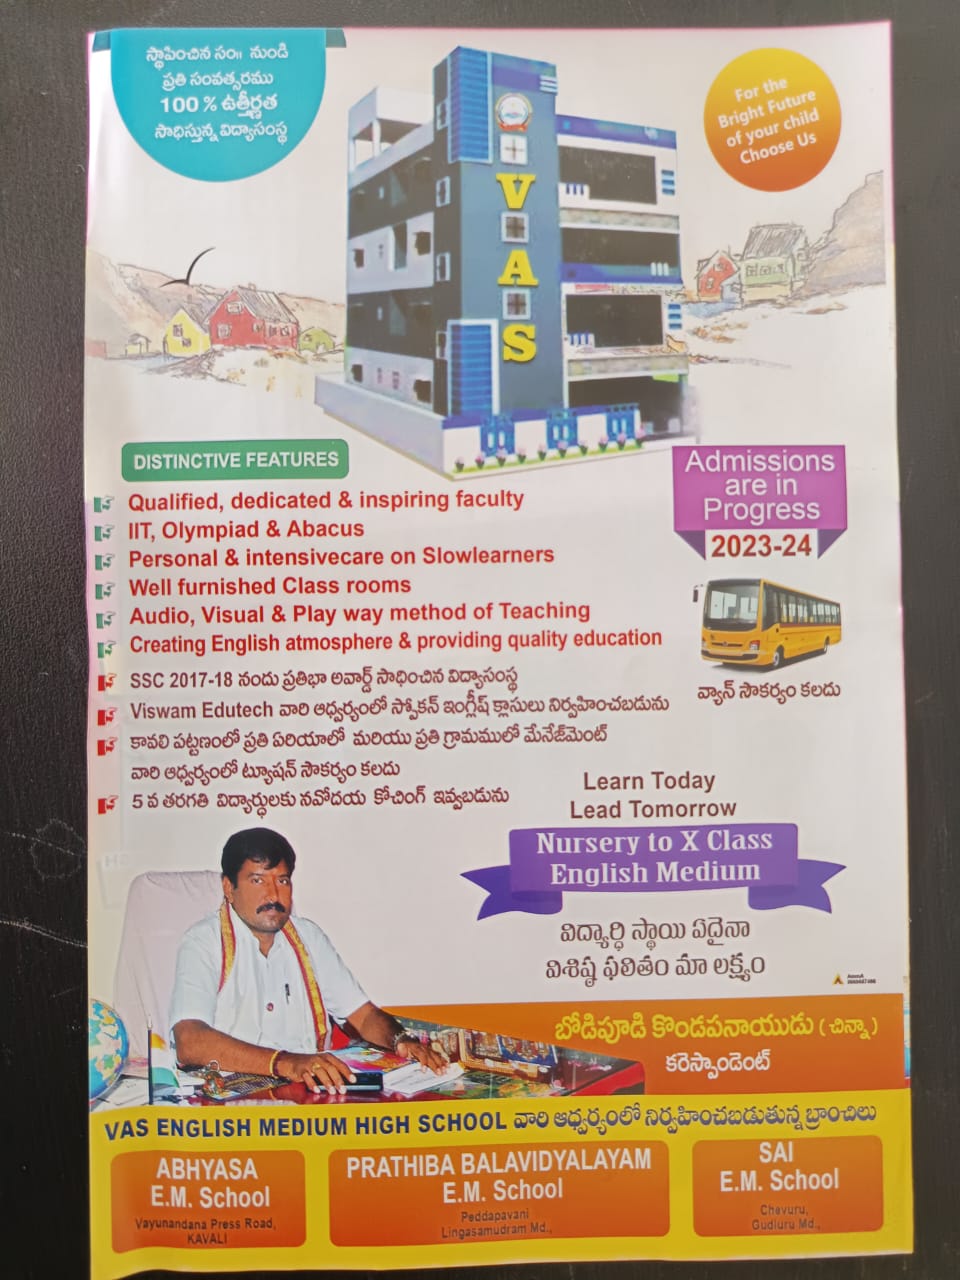 స్థాపించిన సం॥ నుండి
ప్రతి సంవత్సరము
100 % ఉత్తీర్ణత
సాధిస్తున్న విద్యాసంస్థ
For the
Bright Future
of your child
Choose Us
VAS
DISTINCTIVE FEATURES
Qualified, dedicated & inspiring faculty
IIT, Olympiad & Abacus
Personal & intensivecare on Slowlearners
Well furnished Class rooms
Audio, Visual & Play way method of Teaching
Creating English atmosphere & providing quality education
SSC 2017-18 నందు ప్రతిభా అవార్డ్ సాధించిన విద్యాసంస్థ
Viswam Edutech వారి ఆధ్వర్యంలో స్పోకన్ ఇంగ్లీష్ క్లాసులు నిర్వహించబడును
కావలి పట్టణంలో ప్రతి ఏరియాలో మరియు ప్రతి గ్రామములో మేనేజ్‌మెంట్
వారి ఆధ్వర్యంలో ట్యూషన్ సౌకర్యం కలదు
5 వ తరగతి విద్యార్థులకు నవోదయ కోచింగ్ ఇవ్వబడును
Admissions
are in
Progress
2023-24
వ్యాన్ సౌకర్యం కలదు
Learn Today
Lead Tomorrow
Nursery to X Class
English Medium
విద్యార్ధి స్థాయి ఏదైనా
విశిష్ఠ ఫలితం మా లక్ష్యం
బోడిపూడి కొండపనాయుడు ( చిన్నా )
కరెస్పాండెంట్
VAS ENGLISH MEDIUM HIGH SCHOOL వారి ఆధ్వర్యంలో నిర్వహించబడుతున్న బ్రాంచిలు
ABHYASA
E.M. School
Vayunandana Press Road,
KAVALI
PRATHIBA BALAVIDYALAYAM
E.M. School
Peddapavani
Lingasamudram Md.,
SAI
E.M. School
Chevuru,
Gudluru Md.,